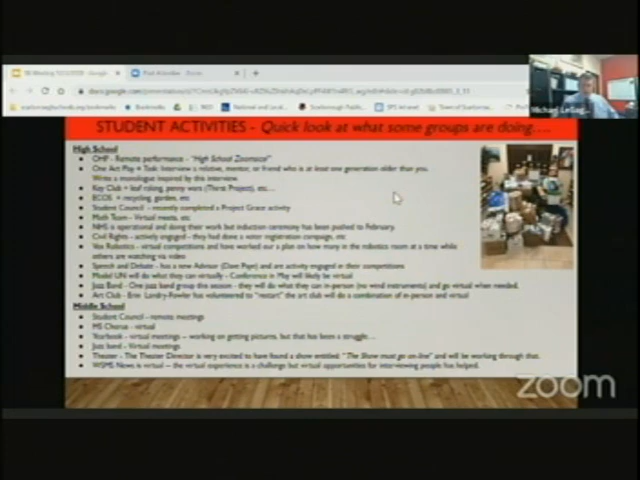 STUDENT ACTIVITIES - Quick look at what some groups are doing....
High School
OHP - Remote performance - "High School Zoomsical"
One Act Play + Task: Interview a relative, mentor, or friend who is at least one generation older than you.
Write a monologue inspired by this interview.
Key Club + leaf raking, penny wars (Thirst Project), etc...
ECOS + recycling, garden, etc
Student Council - recently completed a Project Grace activity
Math Team - Virtual meets, etc
NHS is operational and doing their work but induction ceremony has been pushed to February.
Civil Rights - actively engaged - they had done a voter registration campaign, etc
Vex Robotics - virtual competitions and have worked our a plan on how many in the robotics room at a time while
others are watching via video
Speech and Debate - has a new Advisor (Dave Pope) and are activity engaged in their competitions
Model UN will do what they can virtually - Conference in May will likely be virtual
Jazz Band - One jazz band group this session - they will do what they can in-person (no wind instruments) and go virtual when needed.
Art Club - Erin Landry-Fowler has volunteered to "restart" the art club will do a combination of in-person and virtual
Middle School
Student Council - remote meetings
MS Chorus - virtual
Yearbook - virtual meetings - working on getting pictures, but that has been a struggle...
Jazz band - Virtual meetings
Theater - The Theater Director is very excited to have found a show entitled: "The Show must go on-line" and will be working through that.
WSMS News is virtual - the virtual experience is a challenge but virtual opportunities for interviewing people has helped.
zoom